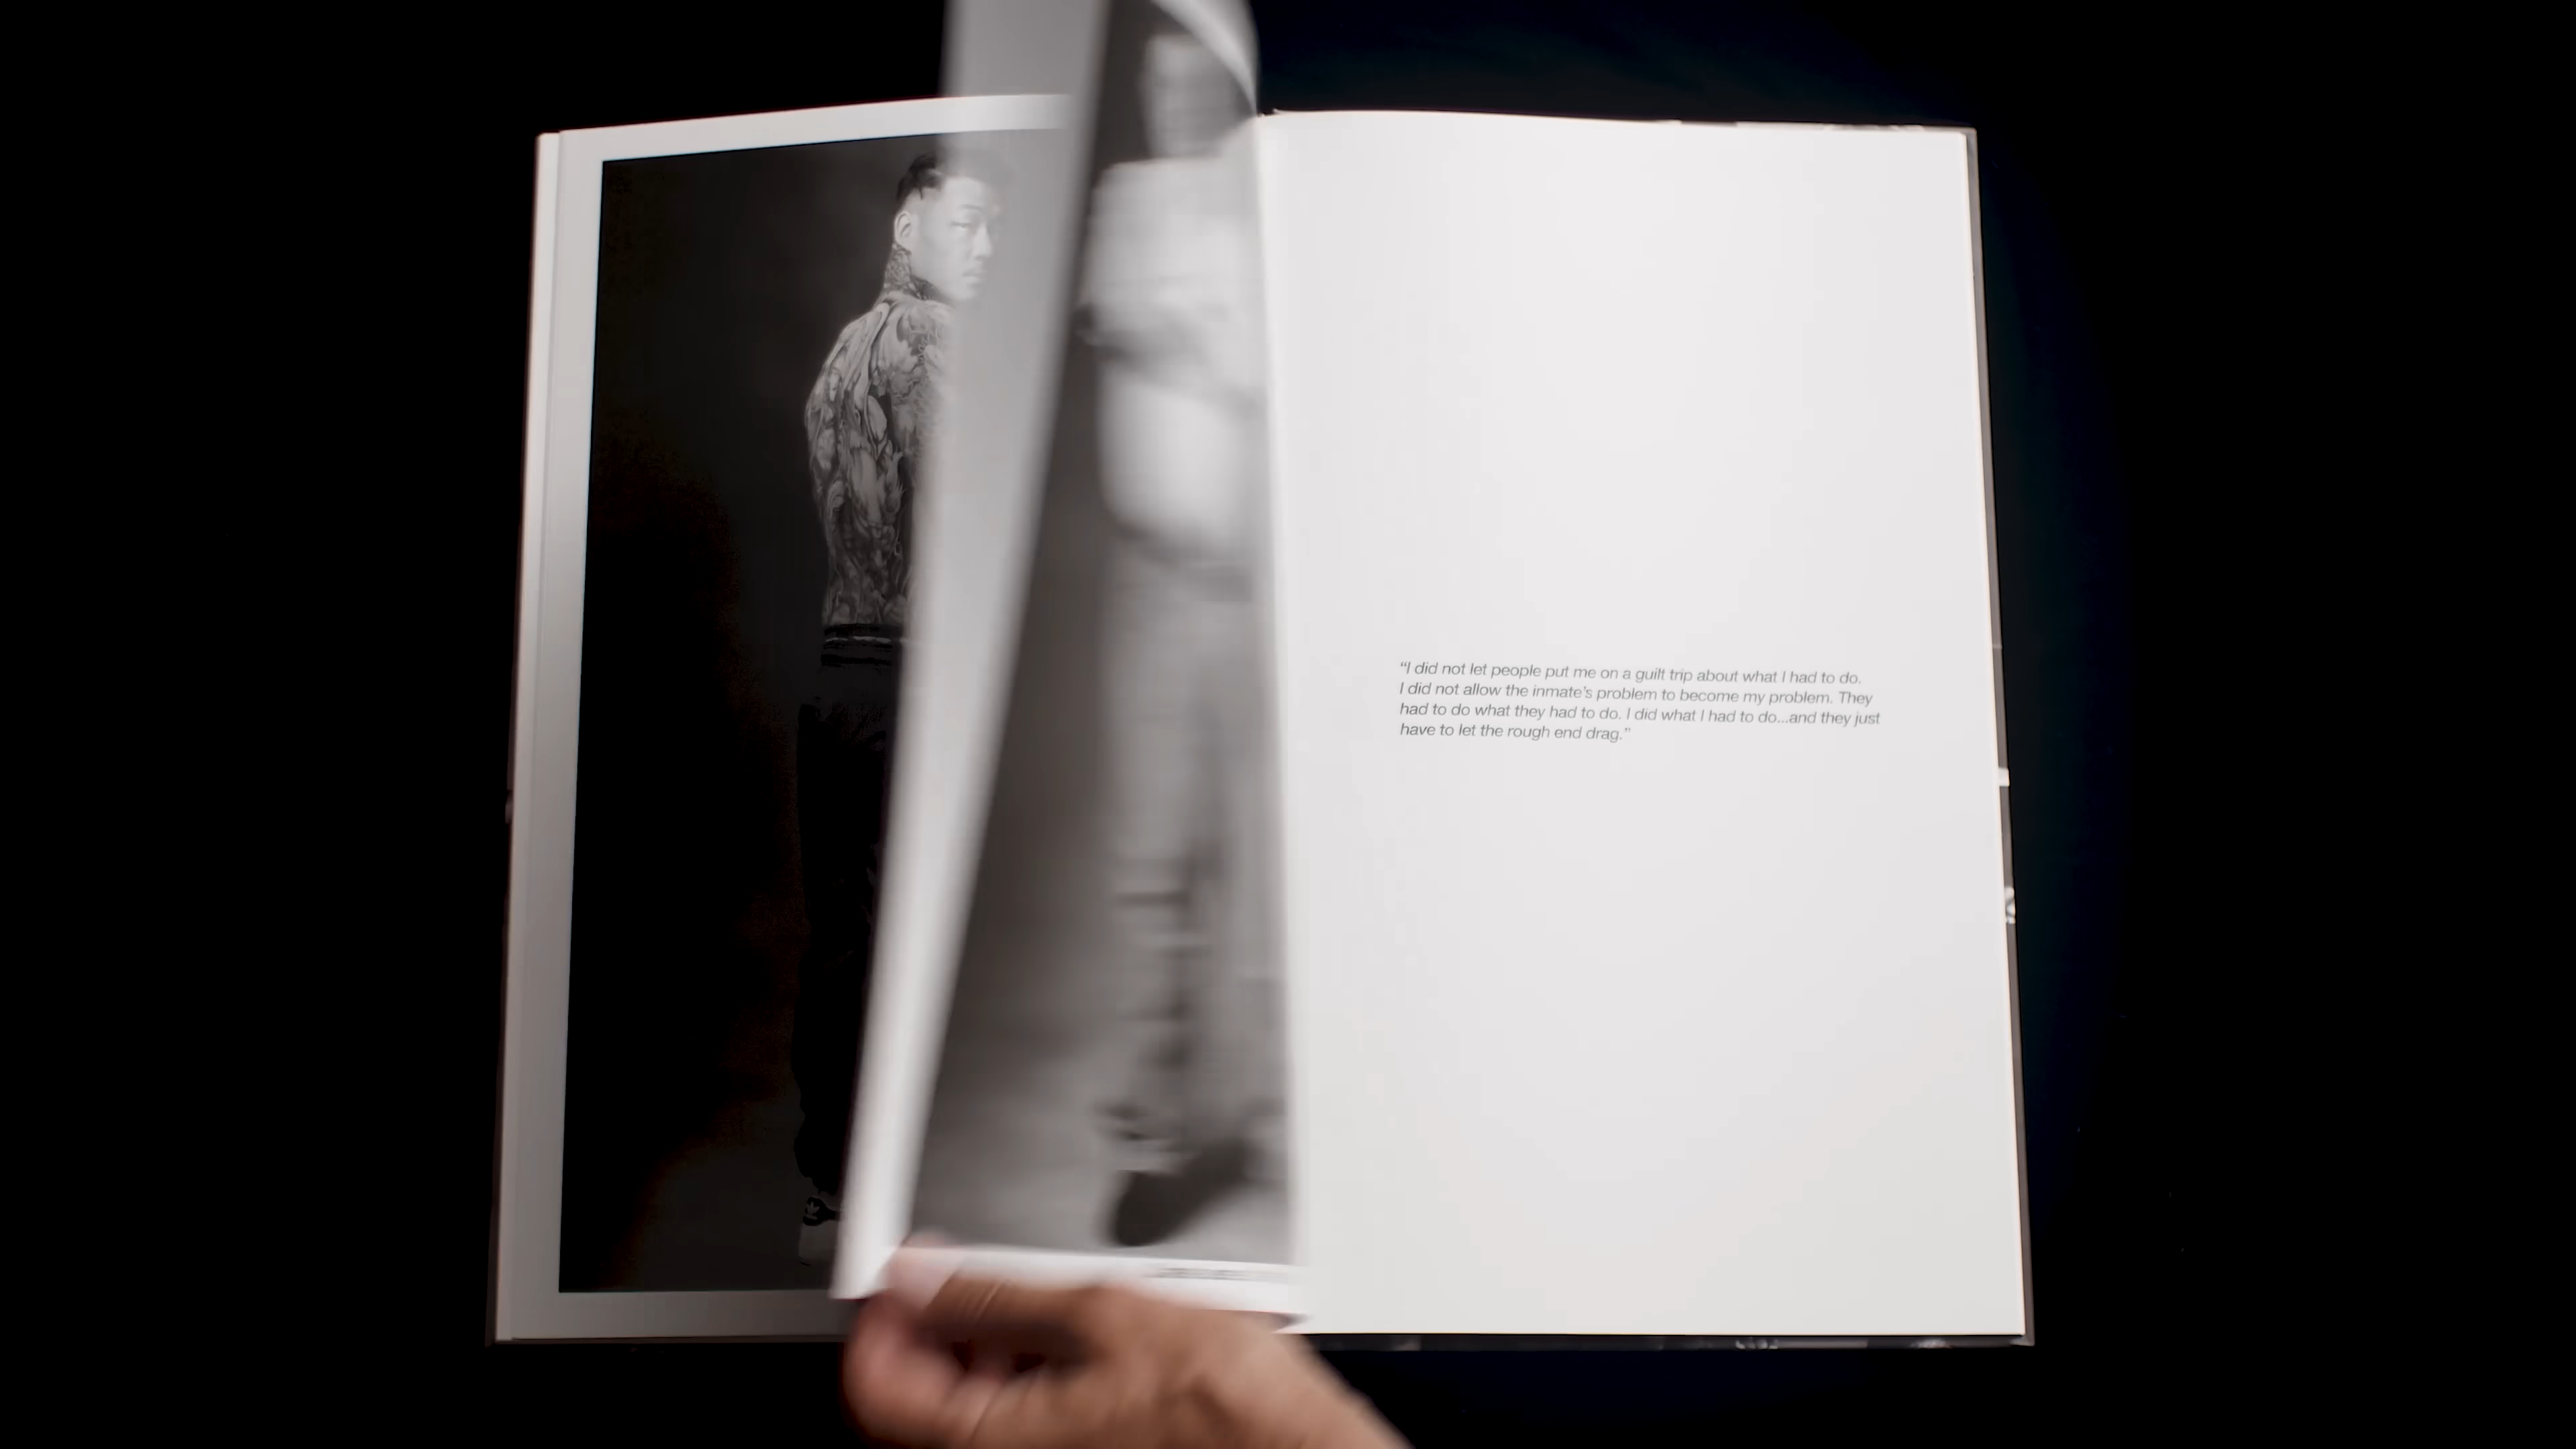 “I did not let people put me on a guilt trip about what I had to do.
I did not allow the inmate’s problem to become my problem. They
had to do what they had to do. I did what I had to do...and they just
have to let the rough end drag.”